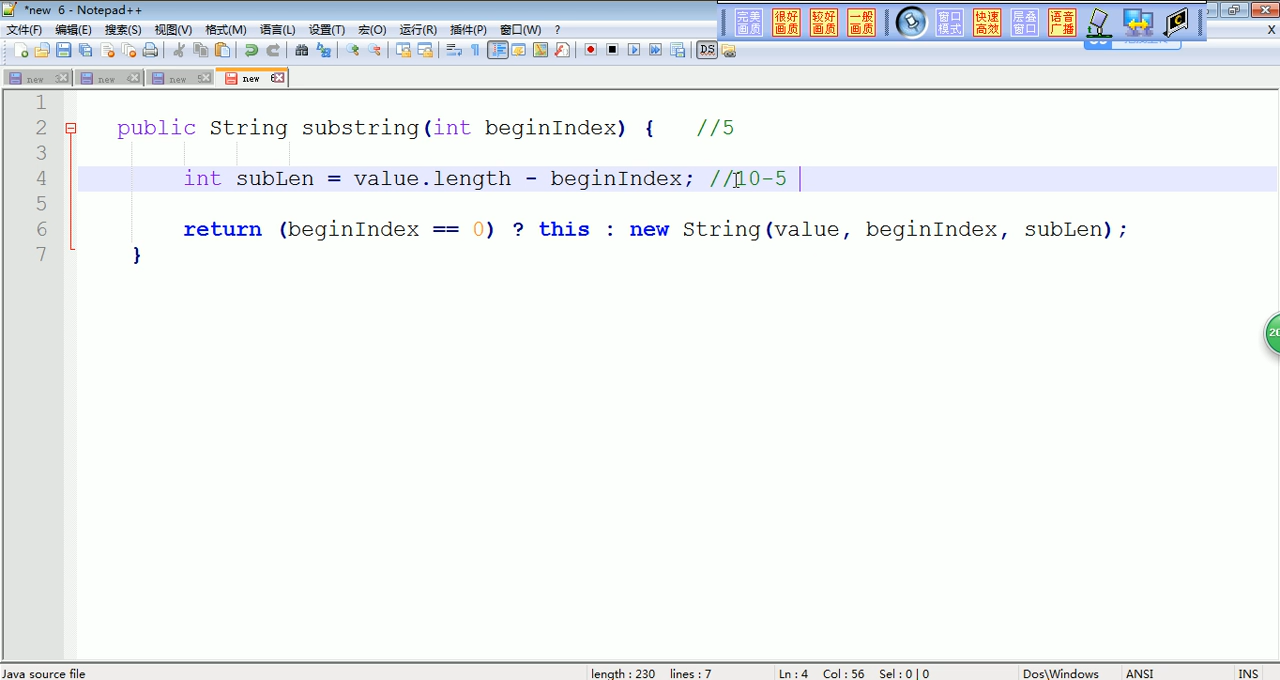 *new 6 - Notepad++
完美画质 很好画质 较好画质 一般画质 窗口模式 快速高效 层叠窗口 语音广播
文件(F) 编辑(E) 搜索(S) 视图(V) 格式(M) 语言(L) 设置(T) 宏(O) 运行(R) 插件(P) 窗口(W) ? X
new 3 new 4 new 5 new 6
1
2 public String substring(int beginIndex) { //5
3
4 int subLen = value.length - beginIndex; //10-5
5
6 return (beginIndex == 0) ? this : new String(value, beginIndex, subLen);
7 }
Java source file length : 230 lines : 7 Ln : 4 Col : 56 Sel : 0 | 0 Dos\Windows ANSI INS